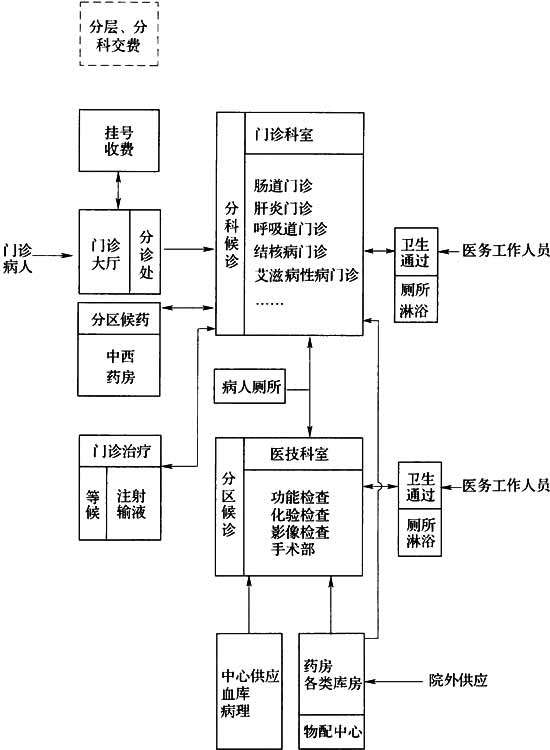 分层、分
科交费
挂号
收费
门诊
病人
门诊
大厅
分诊处
分区候药
中西
药房
门诊治疗
等候
注射
输液
分科候诊
门诊科室
肠道门诊
肝炎门诊
呼吸道门诊
结核病门诊
艾滋病性病门诊
……
卫生
通过
厕所
淋浴
医务工作人员
病人厕所
分区候诊
医技科室
功能检查
化验检查
影像检查
手术部
卫生
通过
厕所
淋浴
医务工作人员
中心供应
血库
病理
药房
各类库房
物配中心
院外供应